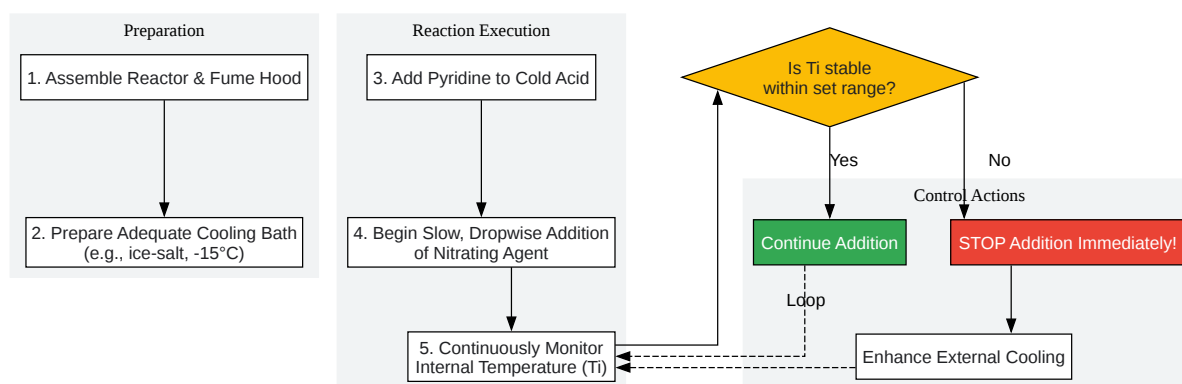 Preparation
1. Assemble Reactor & Fume Hood
2. Prepare Adequate Cooling Bath
(e.g., ice-salt, -15°C)
Reaction Execution
3. Add Pyridine to Cold Acid
4. Begin Slow, Dropwise Addition
of Nitrating Agent
5. Continuously Monitor
Internal Temperature (Ti)
Is Ti stable
within set range?
Yes
No
Control Actions
Continue Addition
STOP Addition Immediately!
Loop
Enhance External Cooling